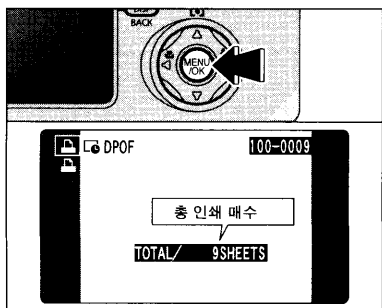 BACK
MENU
/OK
DPOF 100-0009
총 인쇄 매수
TOTAL/ 9SHEETS